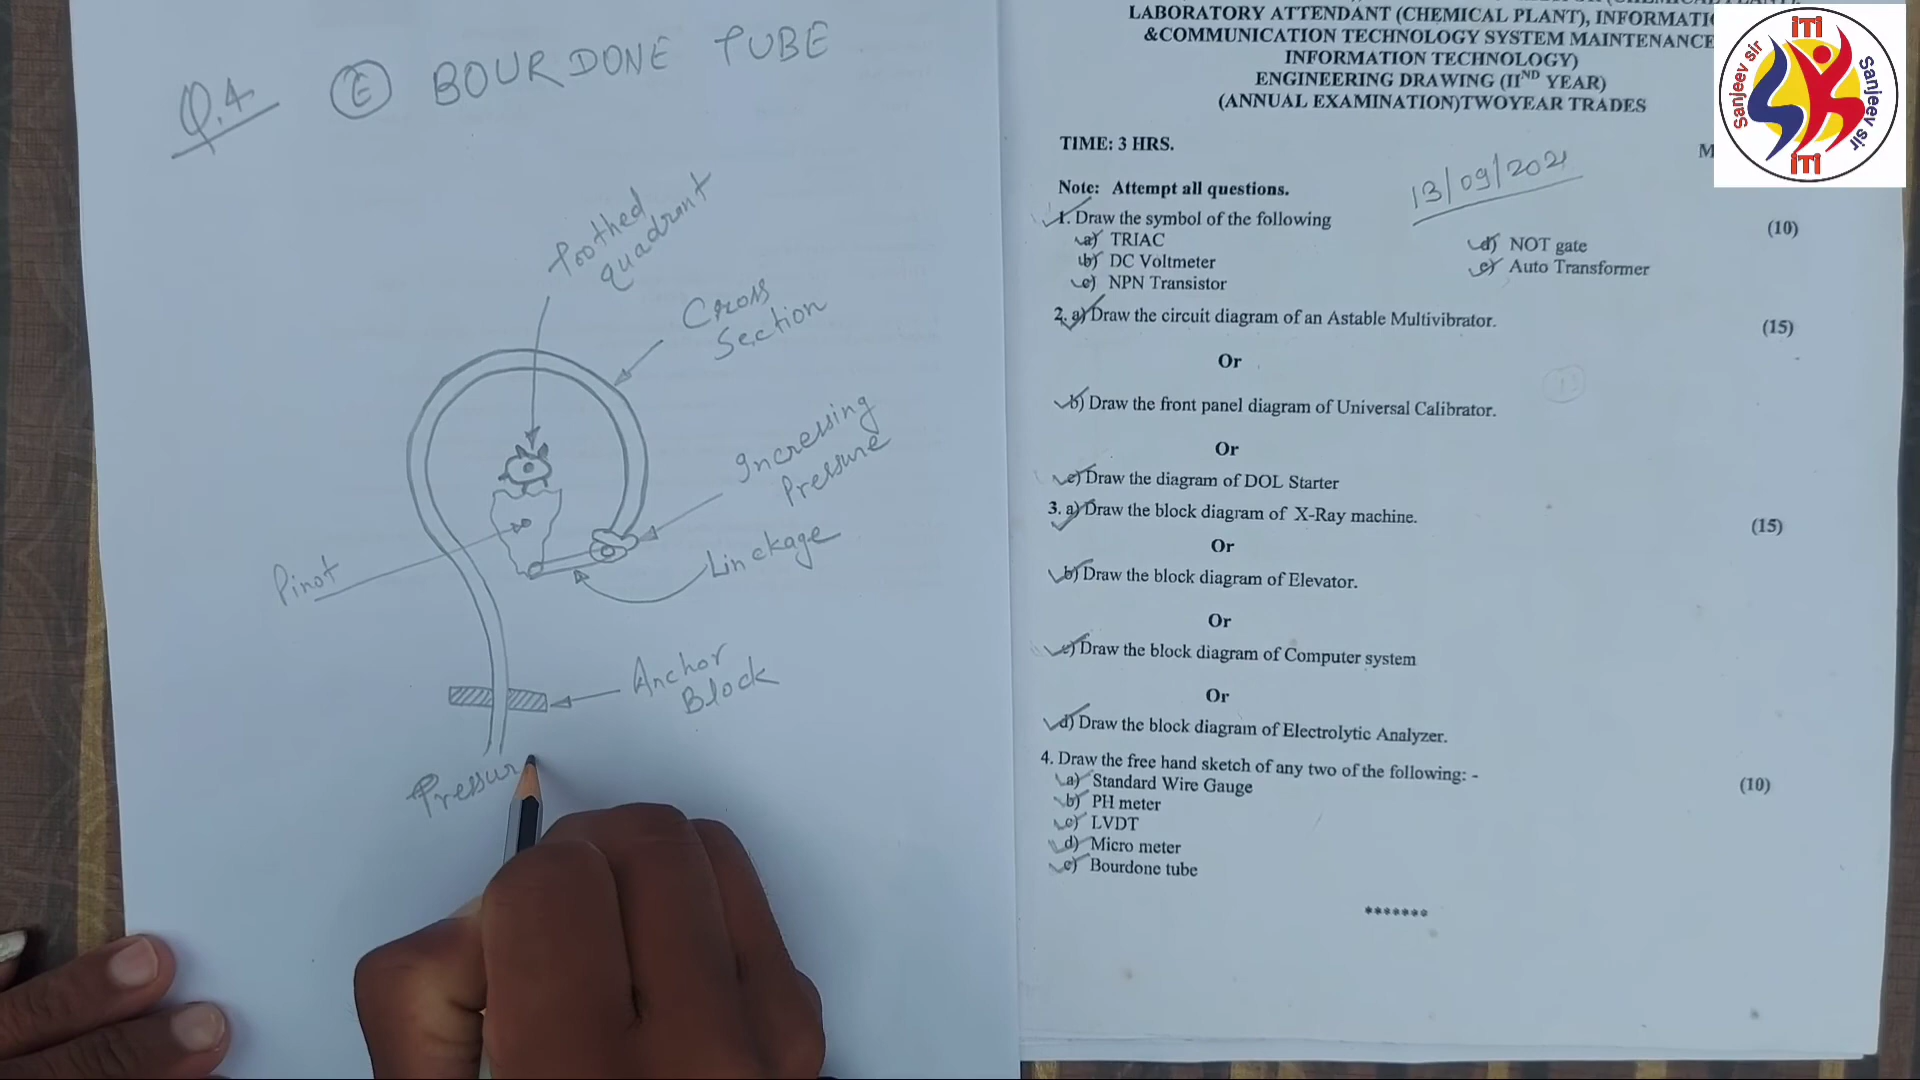 Q.4 E BOURDONE TUBE
Toothed
quadrant
Cross
Section
Increasing
Pressure
Linckage
Pinot
Anchor
Block
Pressur
LABORATORY ATTENDANT (CHEMICAL PLANT),
&COMMUNICATION TECHNOLOGY SYSTEM MAINTENANCE
INFORMATION TECHNOLOGY)
ENGINEERING DRAWING (IIND YEAR)
(ANNUAL EXAMINATION)TWOYEAR TRADES
TIME: 3 HRS.
13/09/2021
Note: Attempt all questions.
1. Draw the symbol of the following (10)
a) TRIAC
b) DC Voltmeter
c) NPN Transistor
d) NOT gate
e) Auto Transformer
2. a) Draw the circuit diagram of an Astable Multivibrator. (15)
Or
b) Draw the front panel diagram of Universal Calibrator.
Or
c) Draw the diagram of DOL Starter
3. a) Draw the block diagram of X-Ray machine. (15)
Or
b) Draw the block diagram of Elevator.
Or
c) Draw the block diagram of Computer system
Or
d) Draw the block diagram of Electrolytic Analyzer.
4. Draw the free hand sketch of any two of the following: - (10)
a) Standard Wire Gauge
b) PH meter
c) LVDT
d) Micro meter
e) Bourdone tube
*******
iTi
Sanjeev sir
Sanjeev sir
iTi